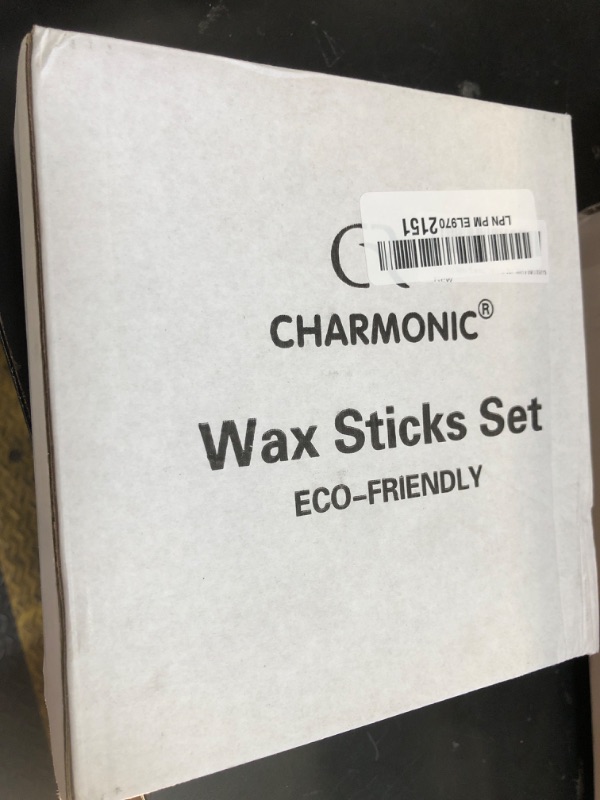 LPN PM EL9702151
CHARMONIC®
Wax Sticks Set
ECO-FRIENDLY